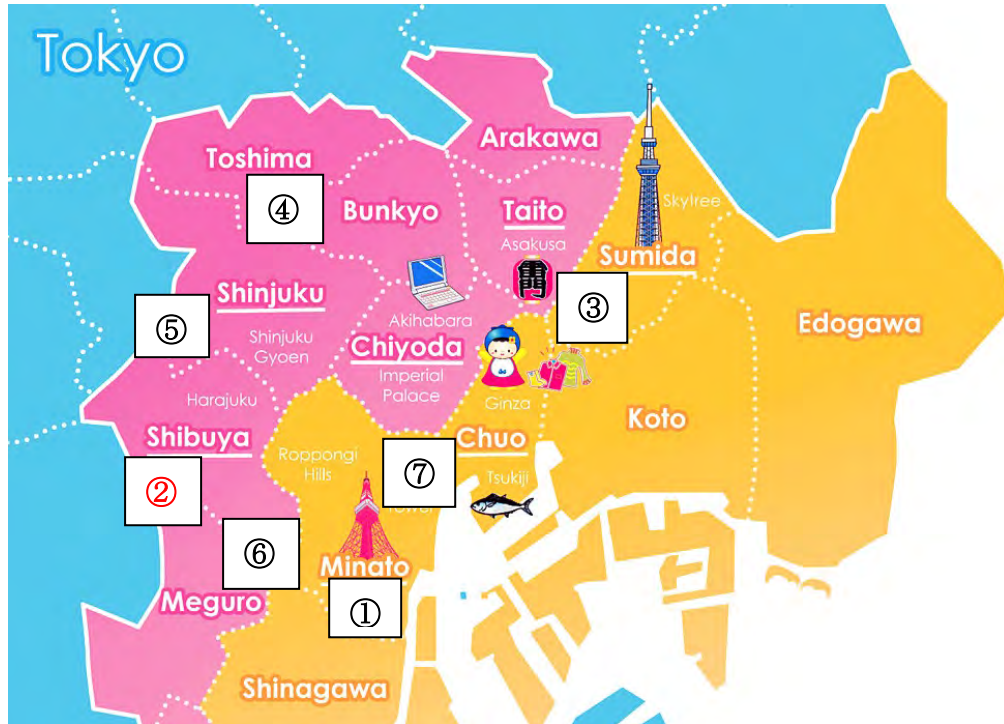 Tokyo
Arakawa
Toshima
④
Bunkyo
Taito
Skylree
Asakusa
Sumida
Shinjuku
③
⑤
Akihabara
Edogawa
Shinjuku
Gyoen
Chiyoda
Imperial
Palace
Harajuku
Ginza
Koto
Shibuya
Chuo
Roppongi
Hills
⑦
②
Tsukiji
⑥
Minato
Meguro
①
Shinagawa